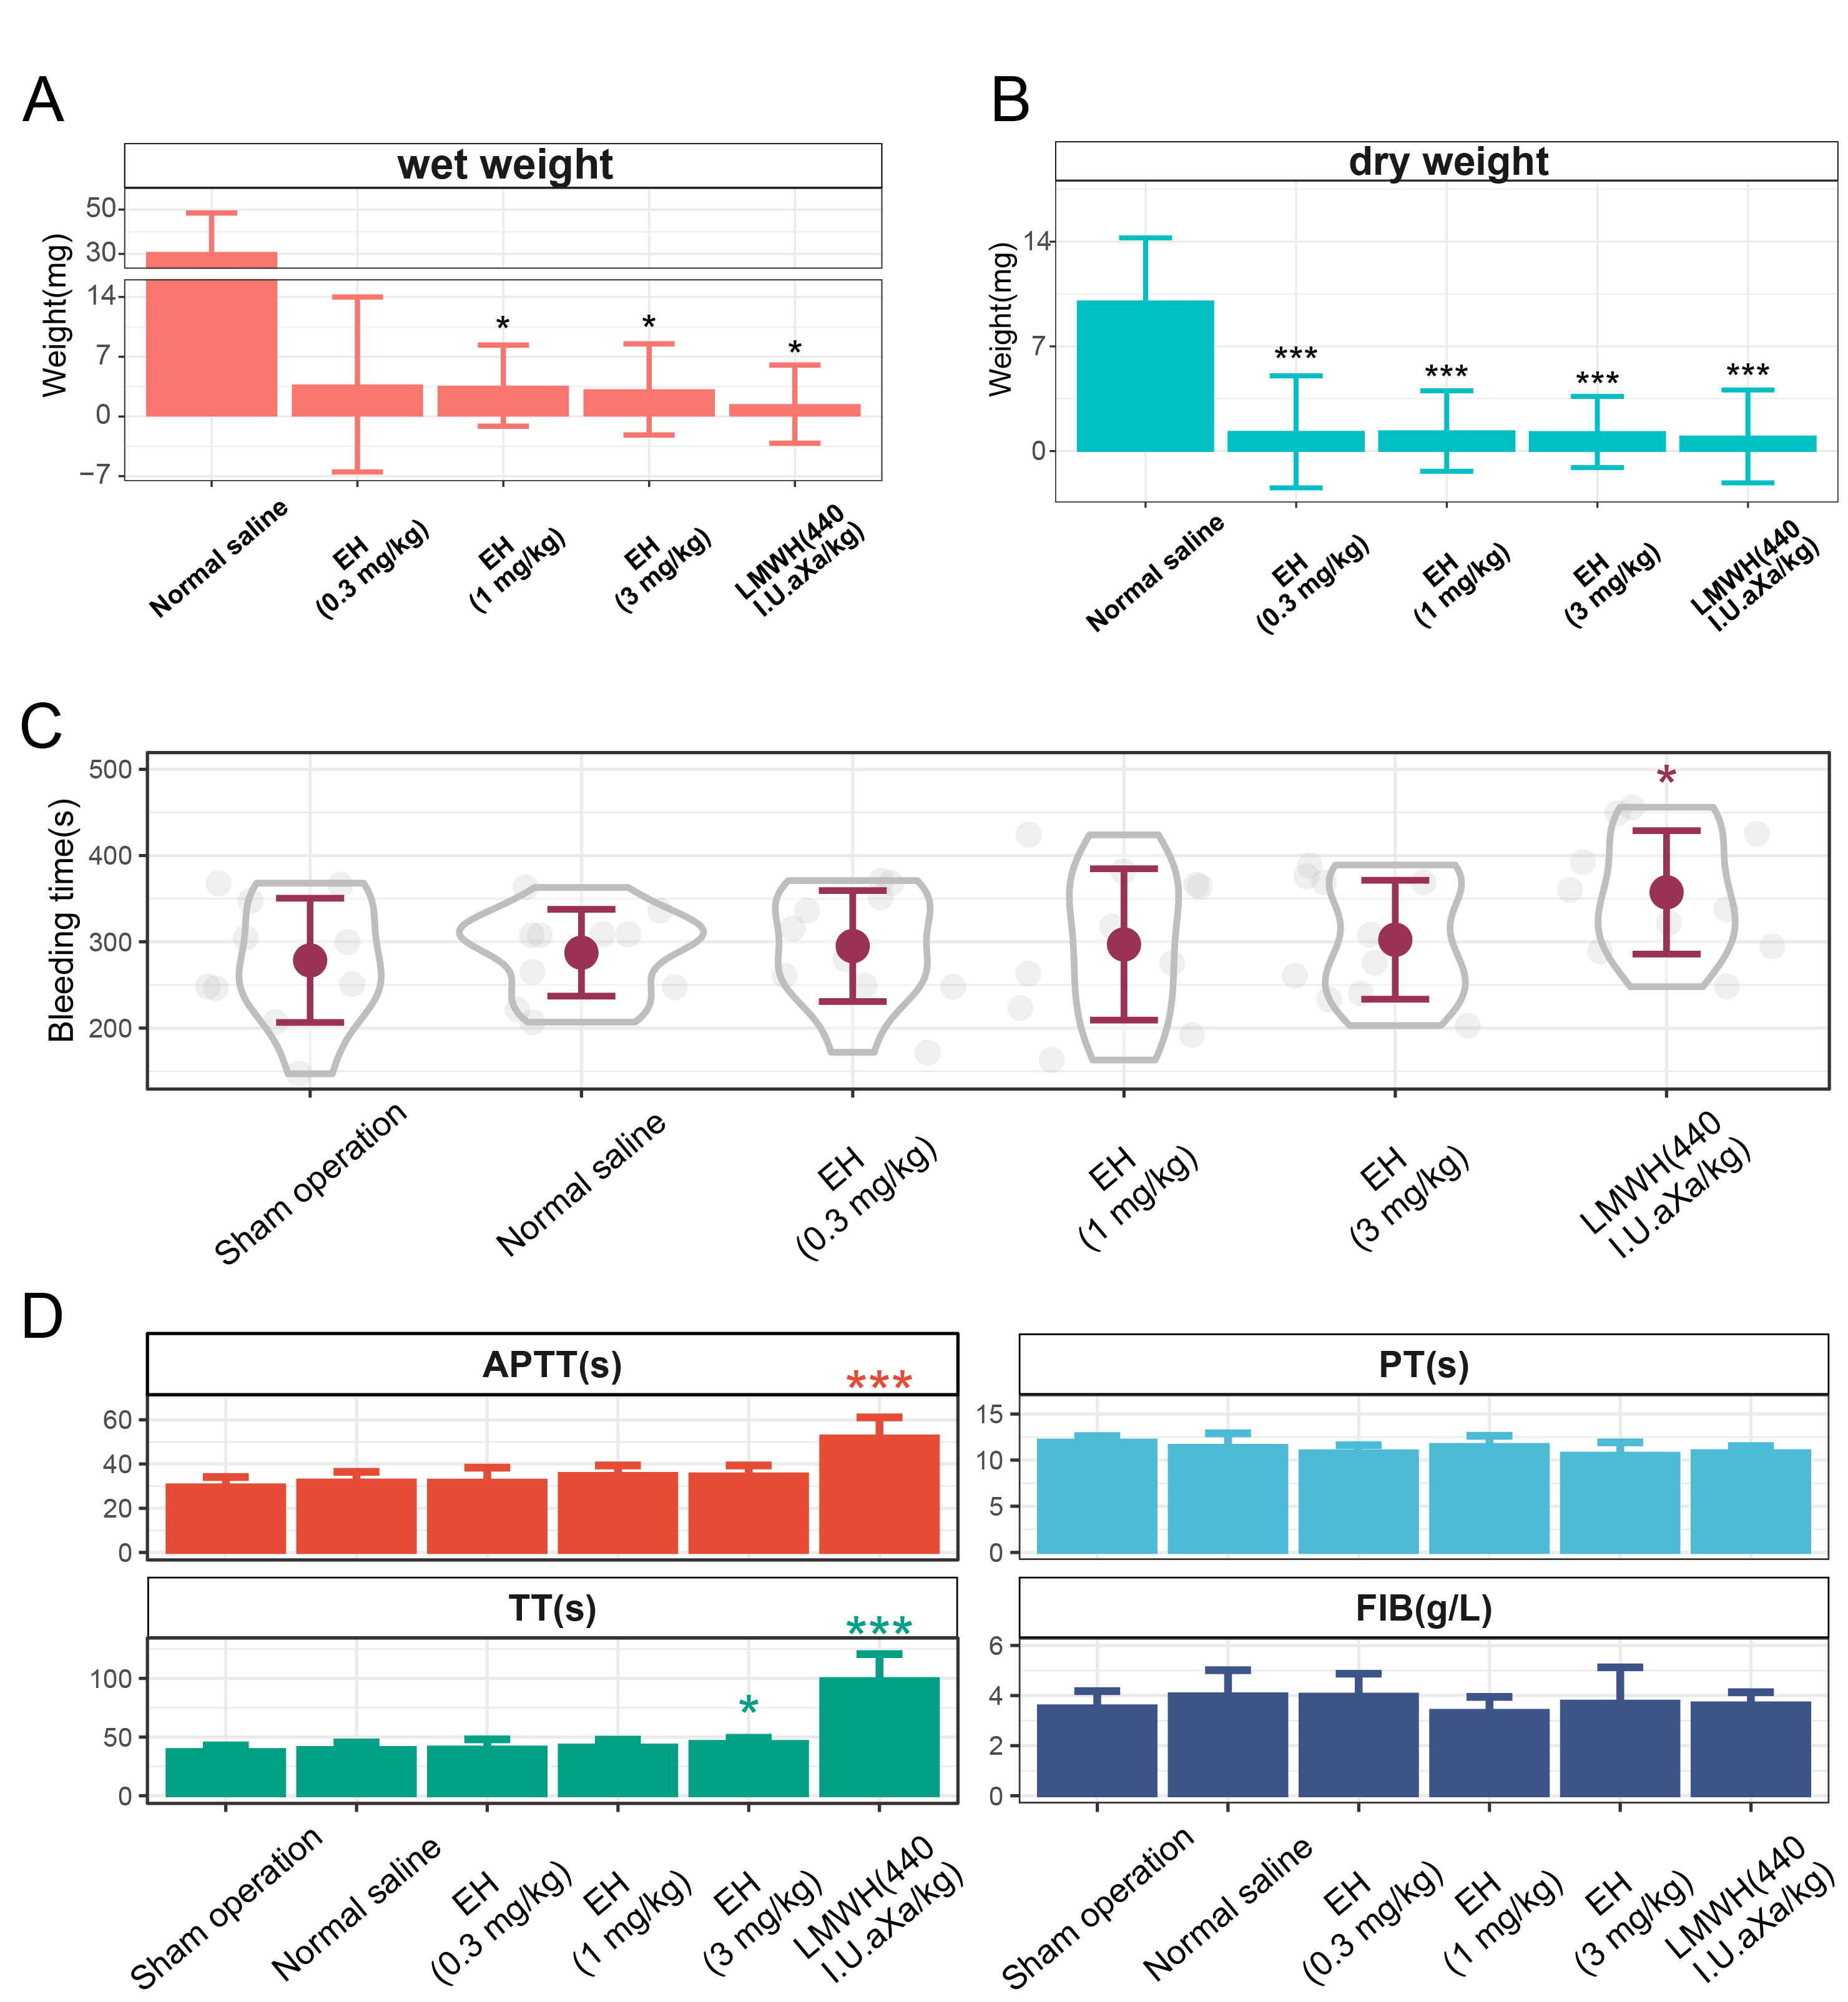 A
wet weight
Weight(mg)
50
30
14
7
0
−7
*
*
*
Normal saline
EH
(0.3 mg/kg)
EH
(1 mg/kg)
EH
(3 mg/kg)
LMWH(440
I.U.aXa/kg)
B
dry weight
Weight(mg)
14
7
0
***
***
***
***
Normal saline
EH
(0.3 mg/kg)
EH
(1 mg/kg)
EH
(3 mg/kg)
LMWH(440
I.U.aXa/kg)
C
Bleeding time(s)
500
400
300
200
*
Sham operation
Normal saline
EH
(0.3 mg/kg)
EH
(1 mg/kg)
EH
(3 mg/kg)
LMWH(440
I.U.aXa/kg)
D
APTT(s)
***
60
40
20
0
PT(s)
15
10
5
0
TT(s)
***
*
100
50
0
FIB(g/L)
6
4
2
0
Sham operation
Normal saline
EH
(0.3 mg/kg)
EH
(1 mg/kg)
EH
(3 mg/kg)
LMWH(440
I.U.aXa/kg)
Sham operation
Normal saline
EH
(0.3 mg/kg)
EH
(1 mg/kg)
EH
(3 mg/kg)
LMWH(440
I.U.aXa/kg)